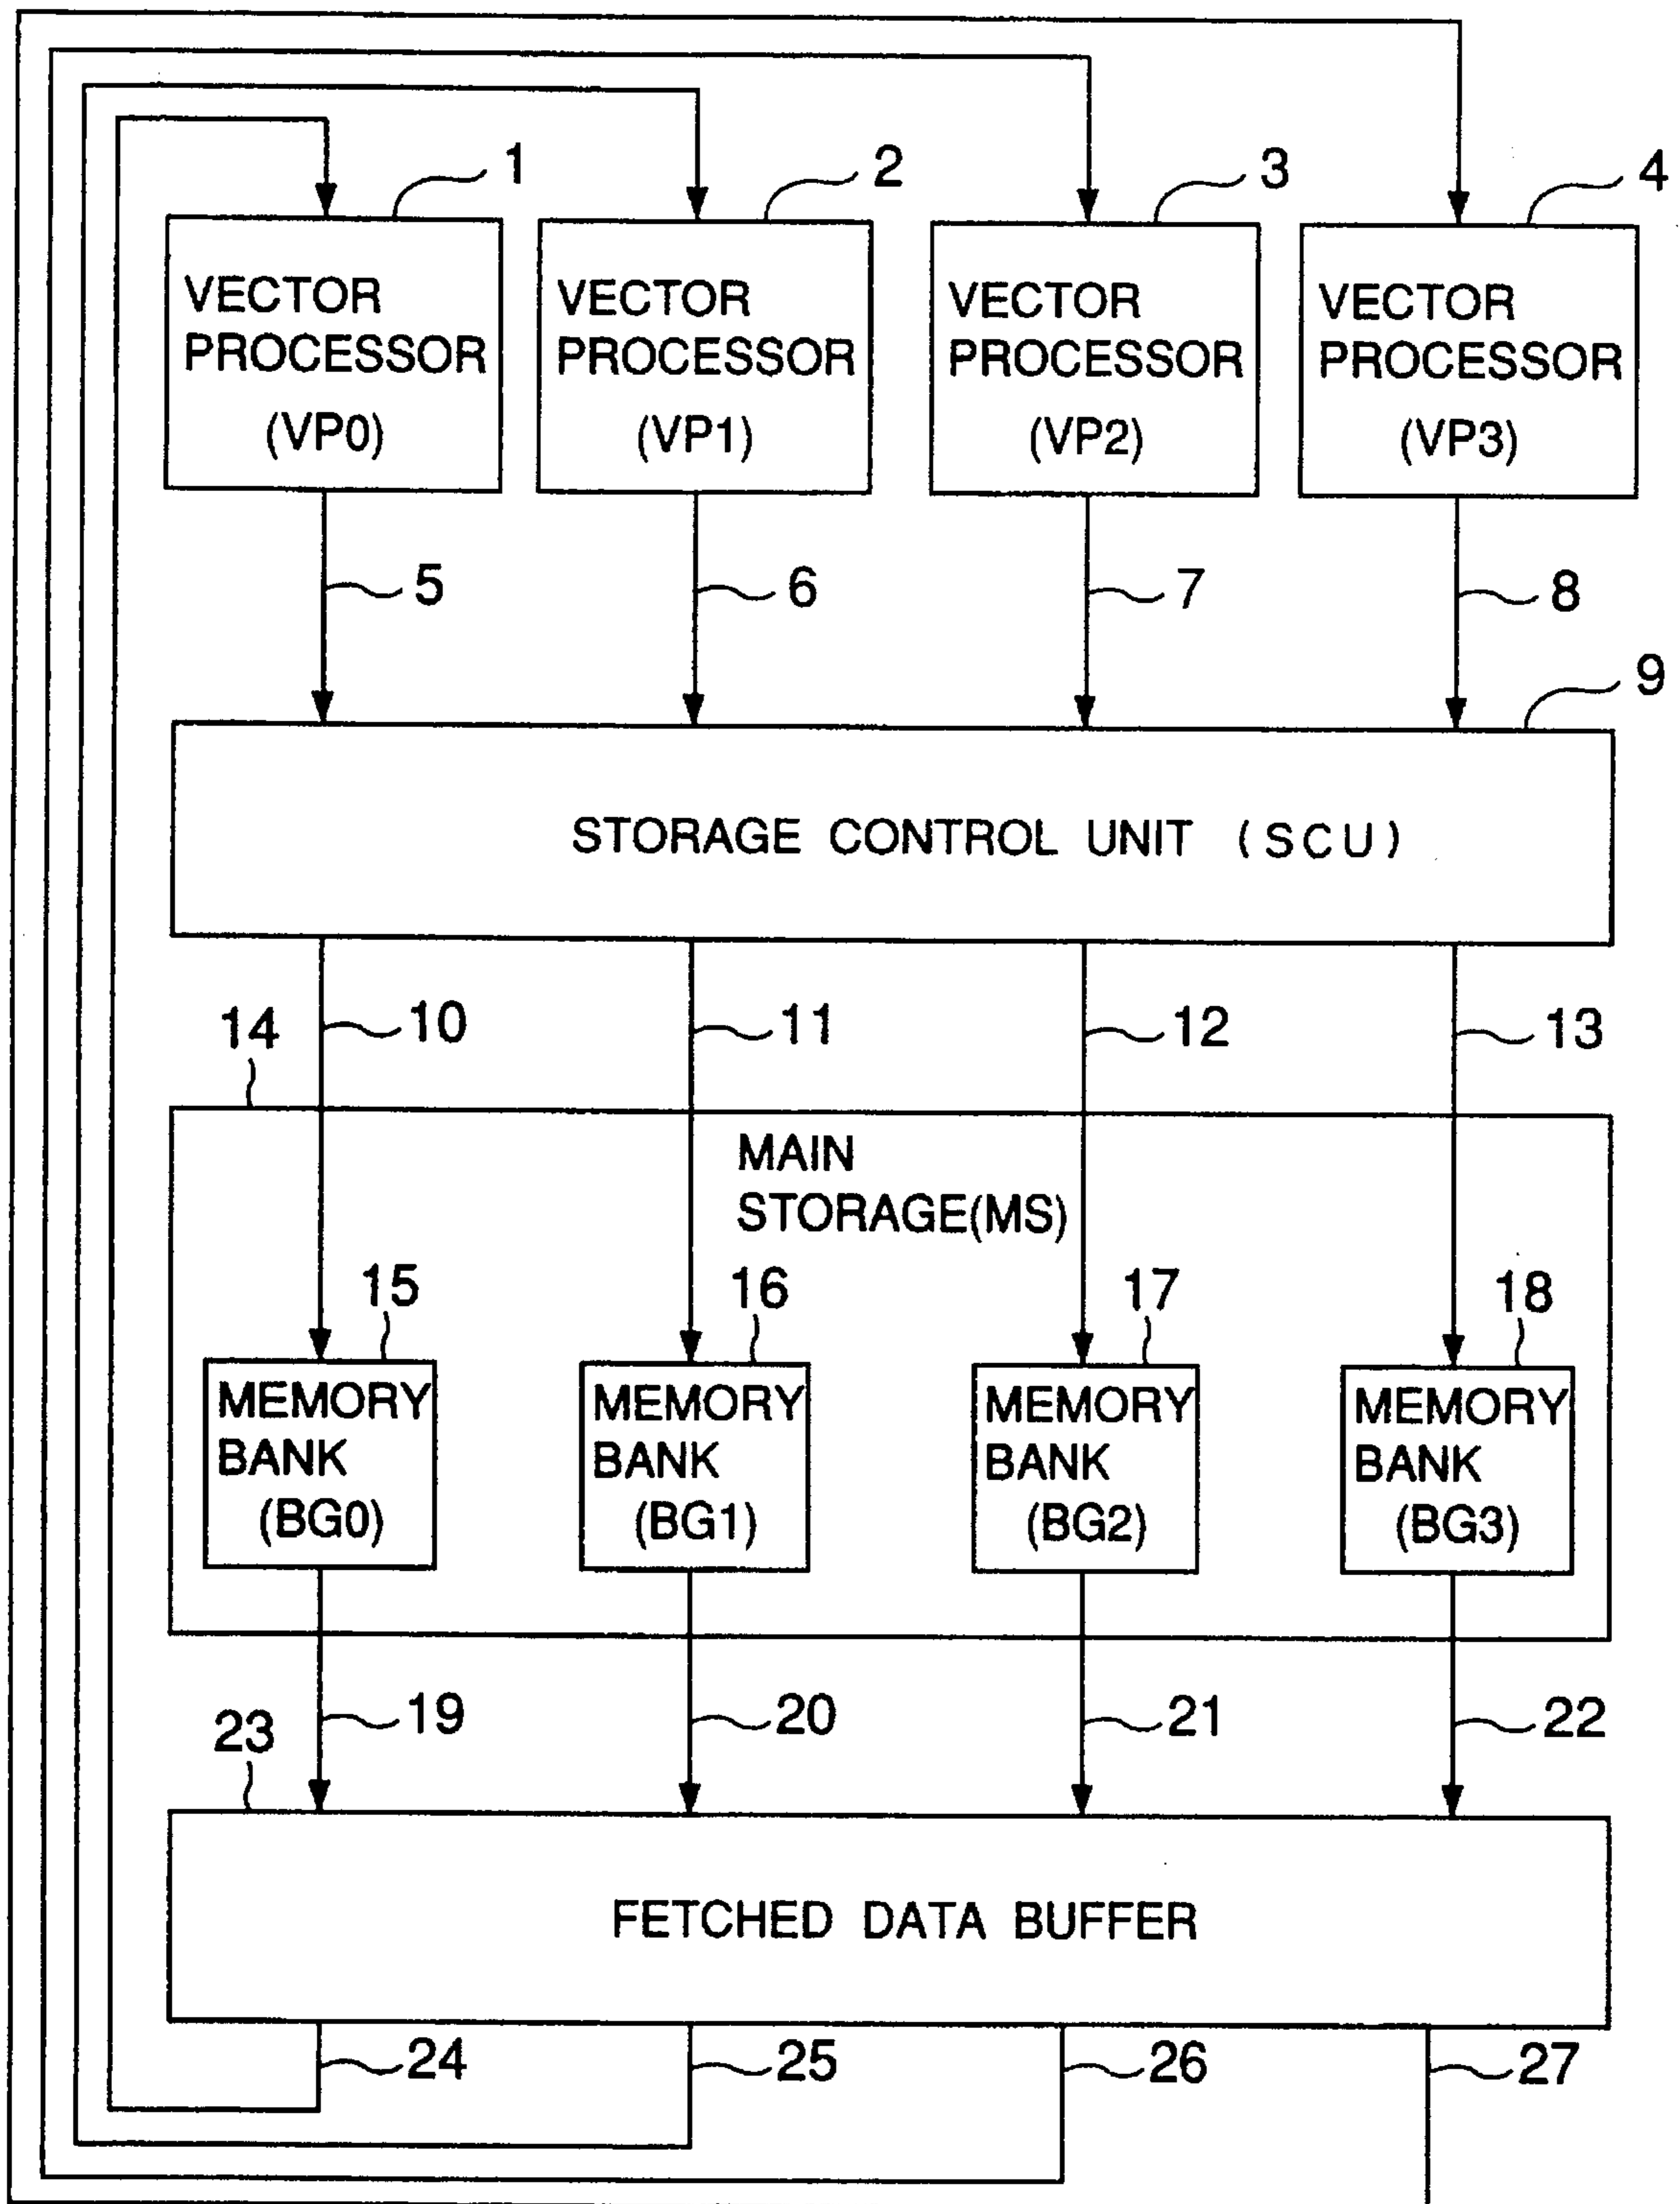 1
2
3
4
VECTOR
PROCESSOR
(VP0)
VECTOR
PROCESSOR
(VP1)
VECTOR
PROCESSOR
(VP2)
VECTOR
PROCESSOR
(VP3)
5
6
7
8
9
STORAGE CONTROL UNIT (SCU)
10
11
12
13
14
MAIN
STORAGE(MS)
15
16
17
18
MEMORY
BANK
(BG0)
MEMORY
BANK
(BG1)
MEMORY
BANK
(BG2)
MEMORY
BANK
(BG3)
19
20
21
22
23
FETCHED DATA BUFFER
24
25
26
27